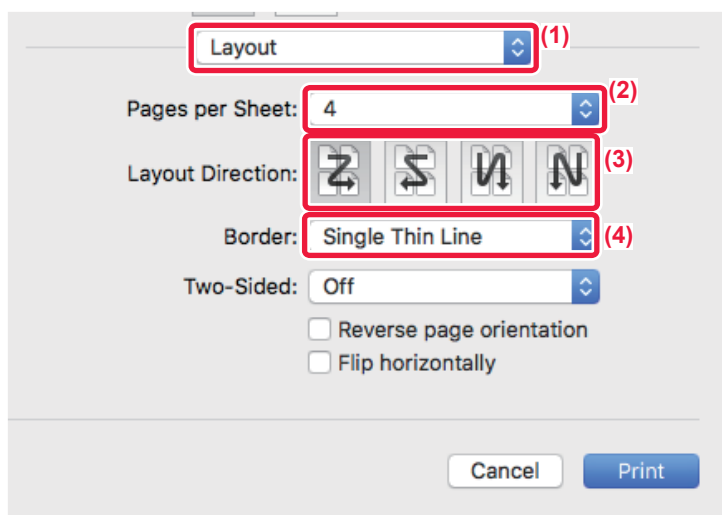 Layout (1)
Pages per Sheet: 4 (2)
Layout Direction: (3)
Border: Single Thin Line (4)
Two-Sided: Off
Reverse page orientation
Flip horizontally
Cancel Print